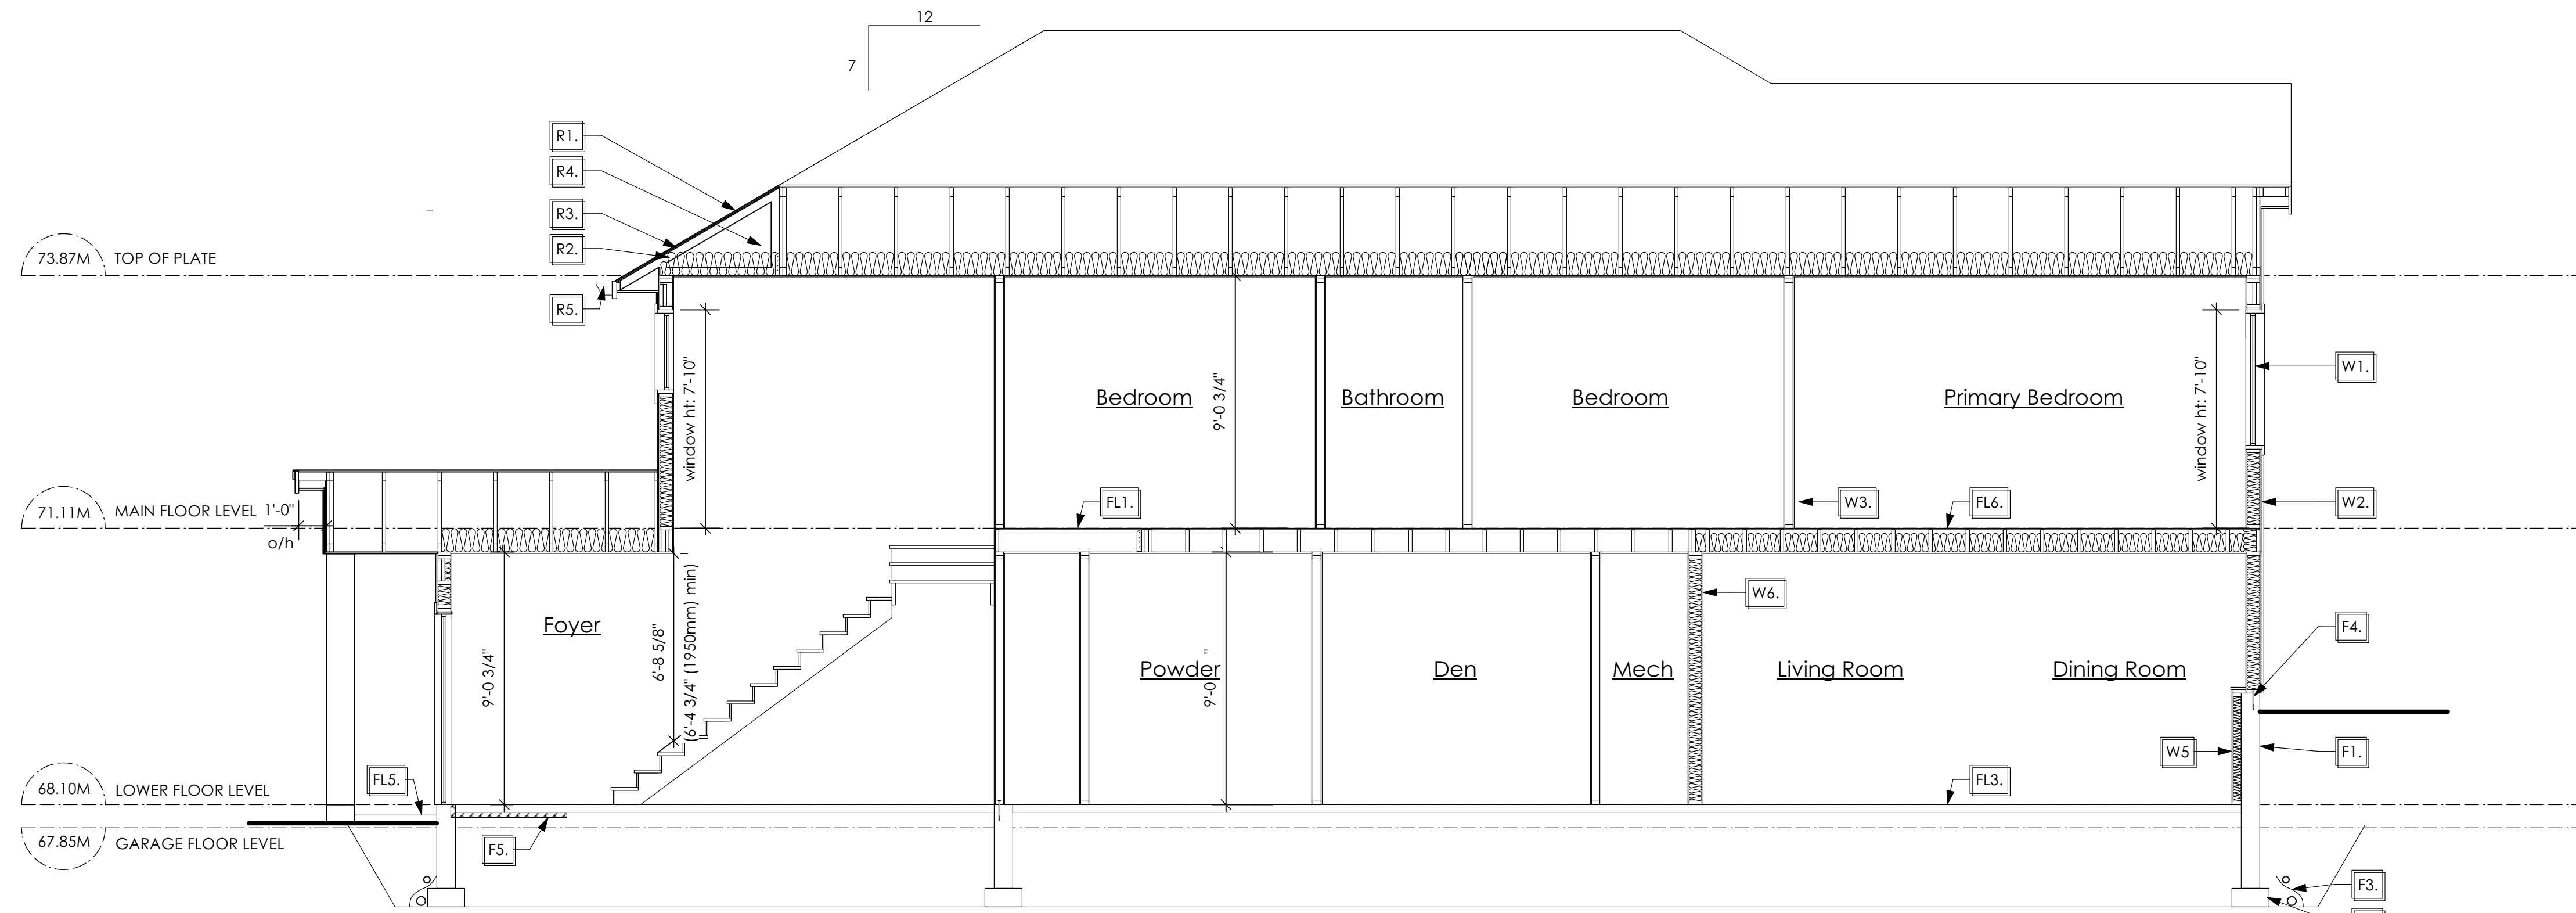 12
7
R1.
R4.
R3.
R2.
R5.
73.87M TOP OF PLATE
window ht: 7'-10"
Bedroom
9'-0 3/4"
Bathroom
Bedroom
Primary Bedroom
window ht: 7'-10"
W1.
71.11M MAIN FLOOR LEVEL
1'-0"
o/h
FL1.
W3.
FL6.
W2.
Foyer
9'-0 3/4"
6'-8 5/8"
(6'-4 3/4" (1950mm) min)
Powder
9'-0
Den
Mech
W6.
Living Room
Dining Room
F4.
W5
F1.
68.10M LOWER FLOOR LEVEL
FL5.
FL3.
67.85M GARAGE FLOOR LEVEL
F5.
F3.